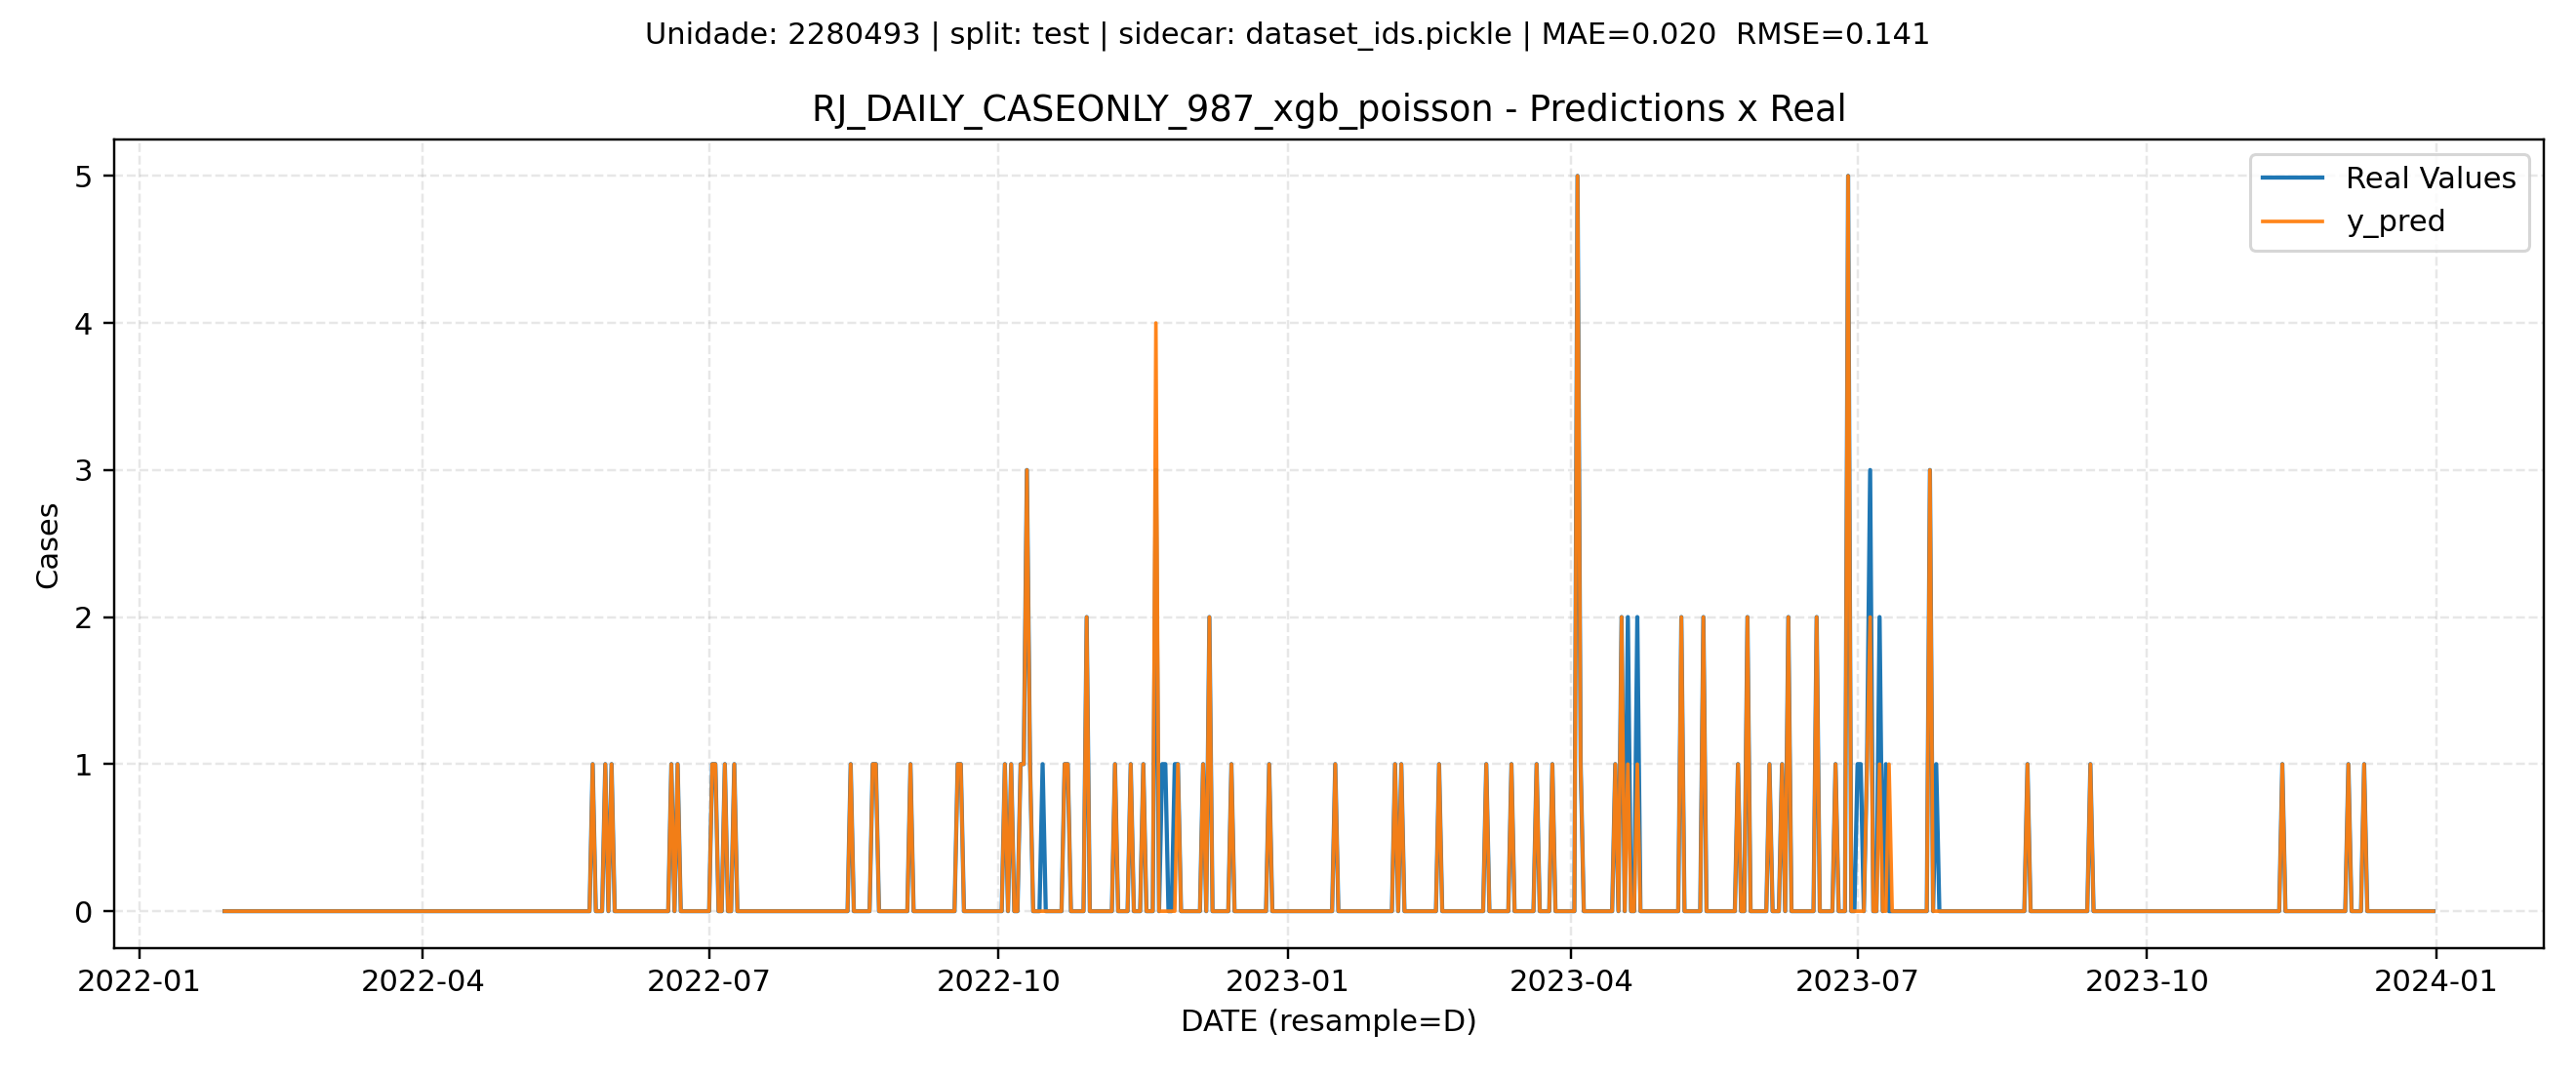 Unidade: 2280493 | split: test | sidecar: dataset_ids.pickle | MAE=0.020  RMSE=0.141
RJ_DAILY_CASEONLY_987_xgb_poisson - Predictions x Real
Real Values
y_pred
5
4
3
2
1
0
Cases
2022-01
2022-04
2022-07
2022-10
2023-01
2023-04
2023-07
2023-10
2024-01
DATE (resample=D)